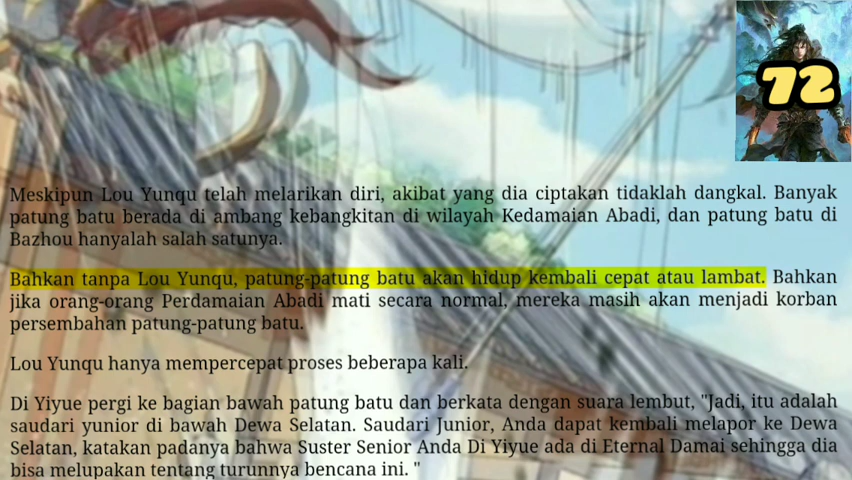 72
Meskipun Lou Yunqu telah melarikan diri, akibat yang dia ciptakan tidaklah dangkal. Banyak
patung batu berada di ambang kebangkitan di wilayah Kedamaian Abadi, dan patung batu di
Bazhou hanyalah salah satunya.
Bahkan tanpa Lou Yunqu, patung-patung batu akan hidup kembali cepat atau lambat. Bahkan
jika orang-orang Perdamaian Abadi mati secara normal, mereka masih akan menjadi korban
persembahan patung-patung batu.
Lou Yunqu hanya mempercepat proses beberapa kali.
Di Yiyue pergi ke bagian bawah patung batu dan berkata dengan suara lembut, "Jadi, itu adalah
saudari yunior di bawah Dewa Selatan. Saudari Junior, Anda dapat kembali melapor ke Dewa
Selatan, katakan padanya bahwa Suster Senior Anda Di Yiyue ada di Eternal Damai sehingga dia
bisa melupakan tentang turunnya bencana ini. "